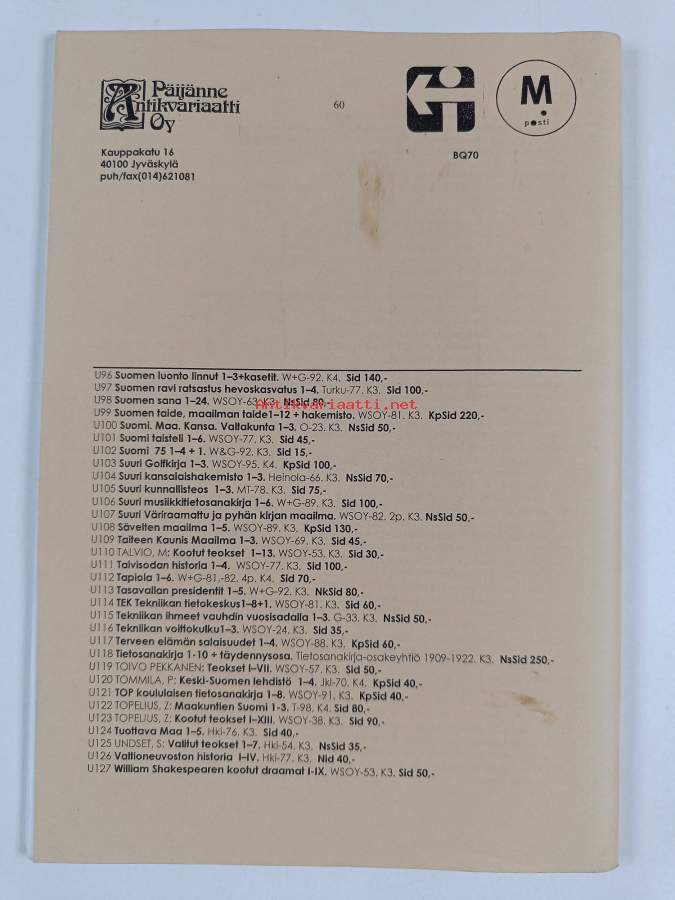 Päijänne
Antikvariaatti
Oy
60
M
posti
Kauppakatu 16
40100 Jyväskylä
puh/fax(014)621081
BQ70
U96 Suomen luonto linnut 1–3+kasetit. W+G-92. K4. Sid 140,-
U97 Suomen ravi ratsastus hevoskasvatus 1–4. Turku-77. K3. Sid 100,-
U98 Suomen sana 1–24. WSOY-63. K3. NsSid 80,-
Antikvariaatti.net
U99 Suomen taide, maailman taide1–12 + hakemisto. WSOY-81. K3. KpSid 220,-
U100 Suomi. Maa. Kansa. Valtakunta 1–3. O-23. K3. NsSid 50,-
U101 Suomi taisteli 1–6. WSOY-77. K3. Sid 45,-
U102 Suomi 75 1–4 + 1. W&G-92. K3. Sid 15,-
U103 Suuri Golfkirja 1–3. WSOY-95. K4. KpSid 100,-
U104 Suuri kansalaishakemisto 1–3. Heinola-66. K3. NsSid 70,-
U105 Suuri kunnallisteos 1–3. MT-78. K3. Sid 75,-
U106 Suuri musiikkitietosanakirja 1–6. W+G-89. K3. Sid 100,-
U107 Suuri Väriraamattu ja pyhän kirjan maailma. WSOY-82. 2p. K3. NsSid 50,-
U108 Sävelten maailma 1–5. WSOY-89. K3. KpSid 130,-
U109 Taiteen Kaunis Maailma 1–3. WSOY-69. K3. Sid 45,-
U110 TALVIO, M: Kootut teokset 1–13. WSOY-53. K3. Sid 30,-
U111 Talvisodan historia 1–4. WSOY-77. K3. Sid 100,-
U112 Tapiola 1–6. W+G-81,-82. 4p. K4. Sid 70,-
U113 Tasavallan presidentit 1–5. W+G-92. K3. NkSid 80,-
U114 TEK Tekniikan tietokeskus1–8+1. WSOY-81. K3. Sid 60,-
U115 Tekniikan ihmeet vauhdin vuosisadalla 1–3. G-33. K3. NsSid 50,-
U116 Tekniikan voittokulku1–3. WSOY-24. K3. Sid 35,-
U117 Terveen elämän salaisuudet 1–4. WSOY-88. K3. KpSid 60,-
U118 Tietosanakirja 1-10 + täydennysosa. Tietosanakirja-osakeyhtiö 1909-1922. K3. NsSid 250,-
U119 TOIVO PEKKANEN: Teokset I–VII. WSOY-57. K3. Sid 50,-
U120 TOMMILA, P: Keski-Suomen lehdistö 1–4. Jkl-70. K4. KpSid 40,-
U121 TOP koululaisen tietosanakirja 1–8. WSOY-91. K3. KpSid 40,-
U122 TOPELIUS, Z: Maakuntien Suomi 1-3. T-98. K4. Sid 80,-
U123 TOPELIUS, Z: Kootut teokset I–XIII. WSOY-38. K3. Sid 90,-
U124 Tuottava Maa 1–5. Hki-76. K3. Sid 40,-
U125 UNDSET, S: Valitut teokset 1–7. Hki-54. K3. NsSid 35,-
U126 Valtioneuvoston historia I–IV. Hki-77. K3. Nid 40,-
U127 William Shakespearen kootut draamat I-IX. WSOY-53. K3. Sid 50,-